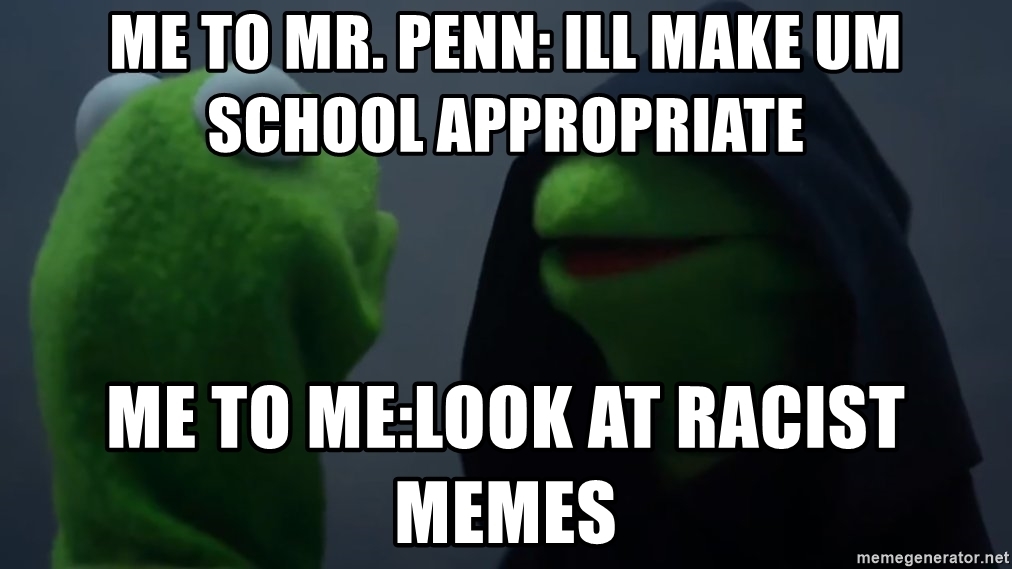 ME TO MR. PENN: ILL MAKE UM
SCHOOL APPROPRIATE
ME TO ME:LOOK AT RACIST
MEMES
memegenerator.net